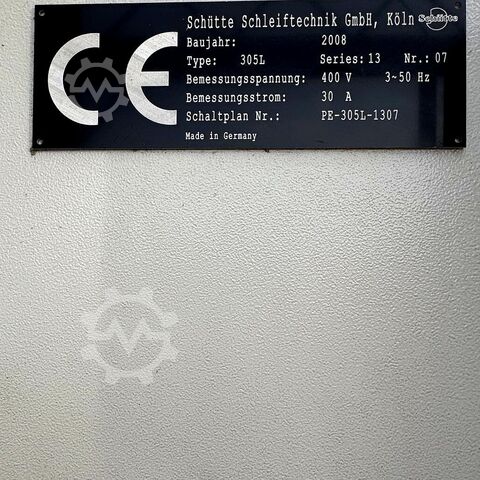 Schütte Schleiftechnik GmbH, Köln Schütte
Baujahr: 2008
Type: 305L Series: 13 Nr.: 07
Bemessungsspannung: 400 V 3~50 Hz
Bemessungsstrom: 30 A
Schaltplan Nr.: PE-305L-1307
Made in Germany
CE